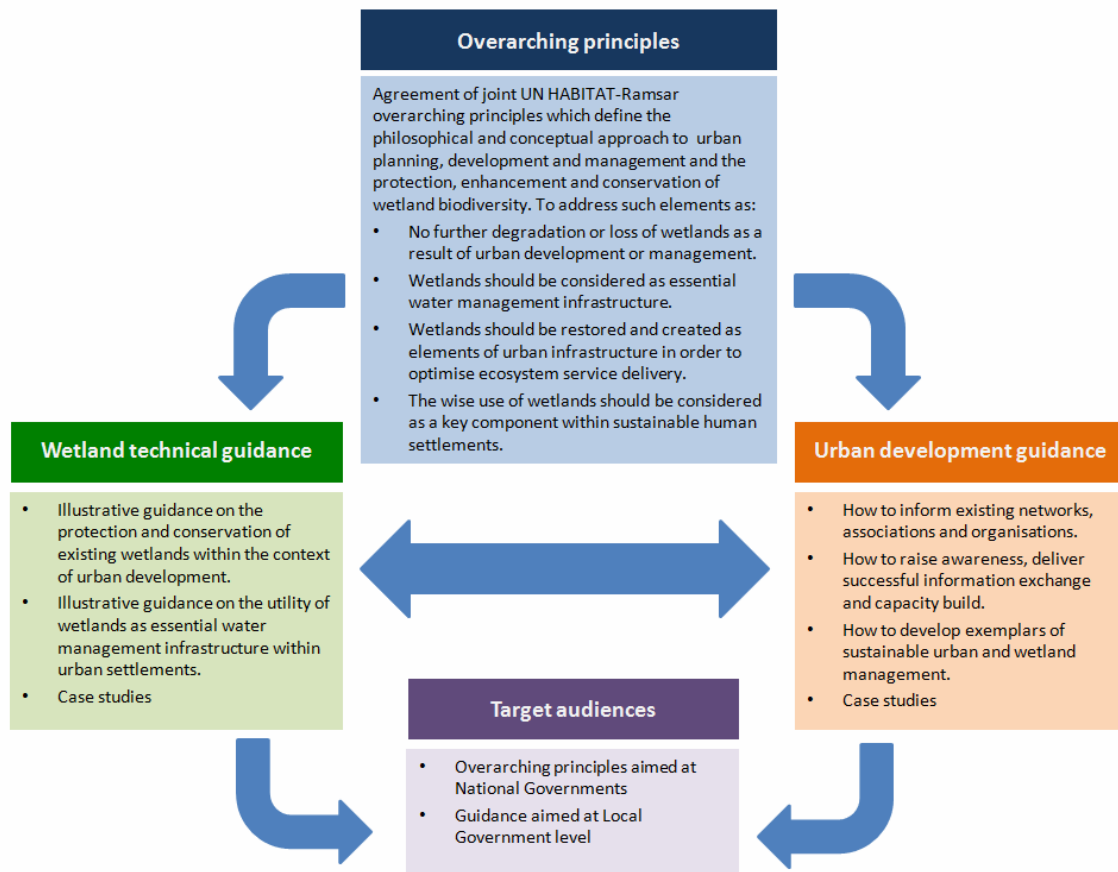 Overarching principles
Agreement of joint UN HABITAT-Ramsar
overarching principles which define the
philosophical and conceptual approach to urban
planning, development and management and the
protection, enhancement and conservation of
wetland biodiversity. To address such elements as:
• No further degradation or loss of wetlands as a
result of urban development or management.
• Wetlands should be considered as essential
water management infrastructure.
• Wetlands should be restored and created as
elements of urban infrastructure in order to
optimise ecosystem service delivery.
• The wise use of wetlands should be considered
as a key component within sustainable human
settlements.
Wetland technical guidance
• Illustrative guidance on the
protection and conservation of
existing wetlands within the context
of urban development.
• Illustrative guidance on the utility of
wetlands as essential water
management infrastructure within
urban settlements.
• Case studies
Urban development guidance
• How to inform existing networks,
associations and organisations.
• How to raise awareness, deliver
successful information exchange
and capacity build.
• How to develop exemplars of
sustainable urban and wetland
management.
• Case studies
Target audiences
• Overarching principles aimed at
National Governments
• Guidance aimed at Local
Government level